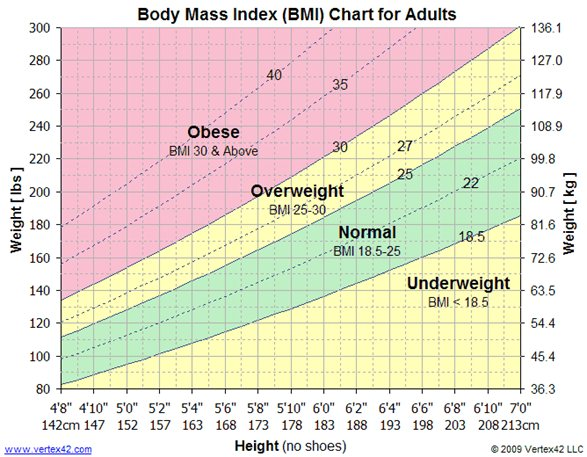 Body Mass Index (BMI) Chart for Adults
300 136.1
280 127.0
260 117.9
240 108.9
220 99.8
200 90.7
180 81.6
160 72.6
140 63.5
120 54.4
100 45.4
80 36.3
Weight [ lbs ]
Weight [ kg ]
40
35
Obese
BMI 30 & Above
30
27
25
22
Overweight
BMI 25-30
Normal
BMI 18.5-25
18.5
Underweight
BMI < 18.5
4'8" 4'10" 5'0" 5'2" 5'4" 5'6" 5'8" 5'10" 6'0" 6'2" 6'4" 6'6" 6'8" 6'10" 7'0"
142cm 147 152 157 163 168 173 178 183 188 193 198 203 208 213cm
Height (no shoes)
www.vertex42.com
© 2009 Vertex42 LLC